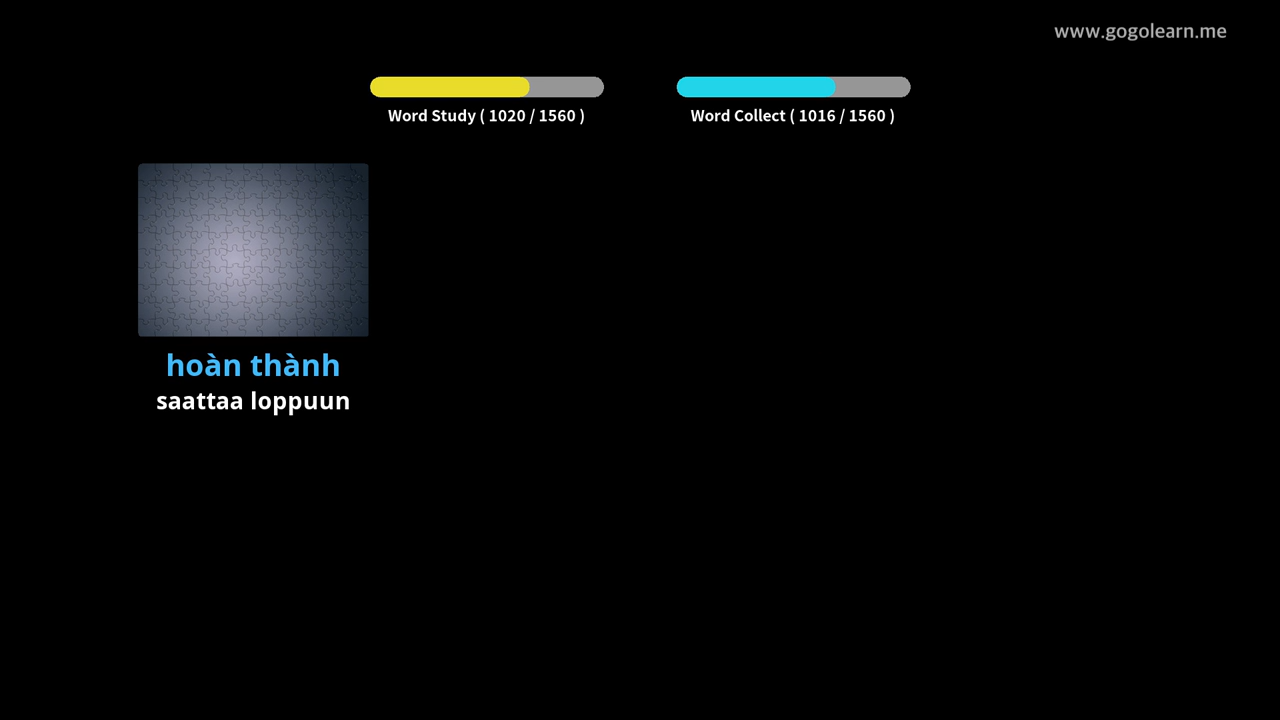 www.gogolearn.me
Word Study ( 1020 / 1560 )
Word Collect ( 1016 / 1560 )
hoàn thành
saattaa loppuun